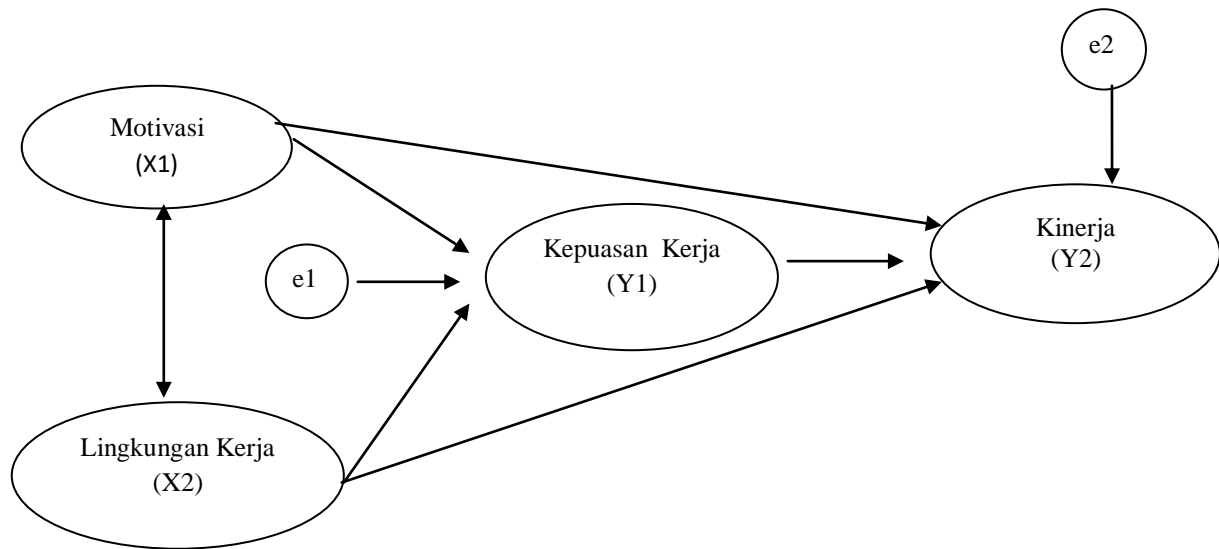 e2
Motivasi
(X1)
Kinerja
(Y2)
Kepuasan Kerja
(Y1)
e1
Lingkungan Kerja
(X2)